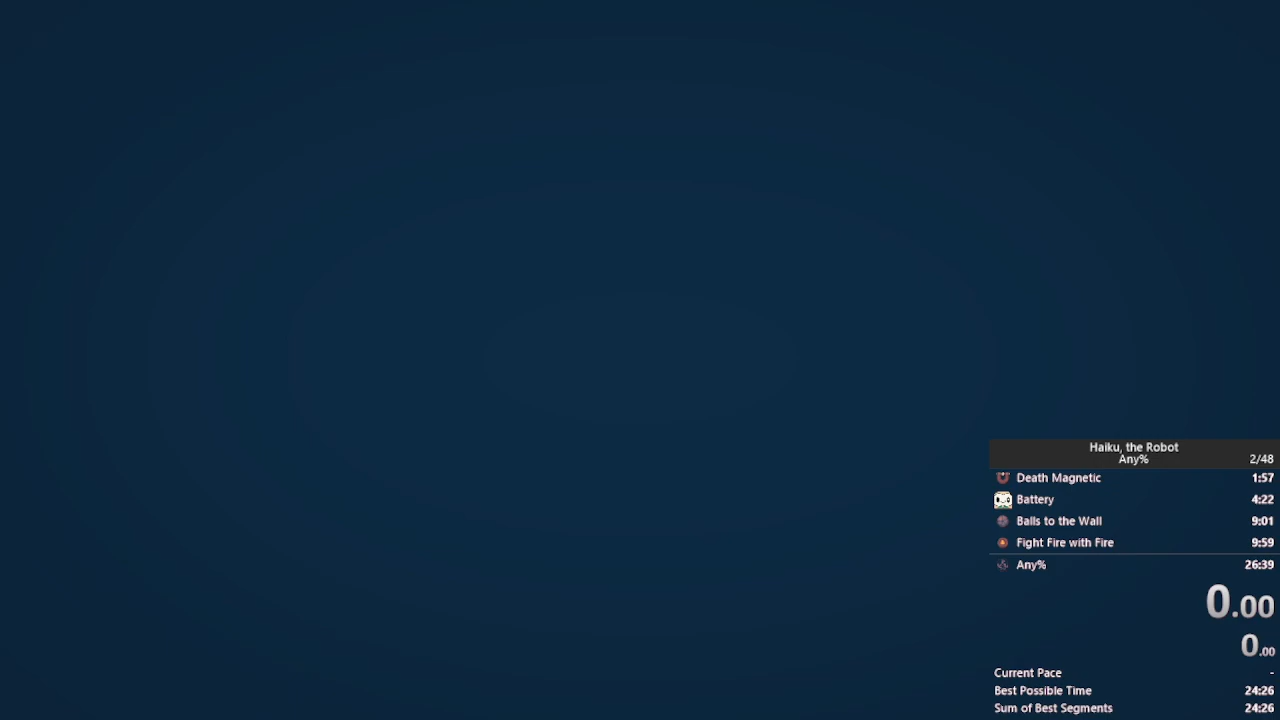 Haiku, the Robot
Any% 2/48
Death Magnetic 1:57
Battery 4:22
Balls to the Wall 9:01
Fight Fire with Fire 9:59
Any% 26:39
0.00
0.00
Current Pace -
Best Possible Time 24:26
Sum of Best Segments 24:26